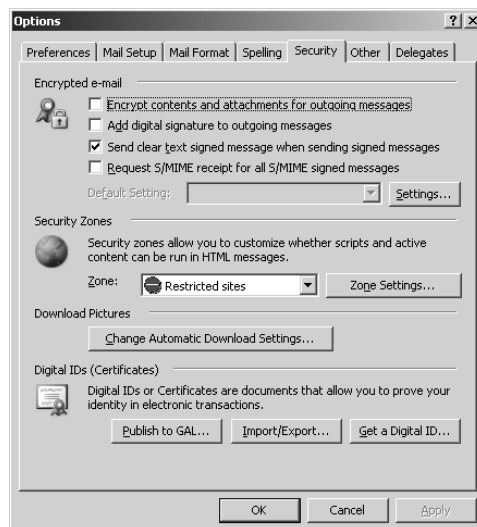 Options
Preferences Mail Setup Mail Format Spelling Security Other Delegates
Encrypted e-mail
Encrypt contents and attachments for outgoing messages
Add digital signature to outgoing messages
Send clear text signed message when sending signed messages
Request S/MIME receipt for all S/MIME signed messages
Default Setting: Settings...
Security Zones
Security zones allow you to customize whether scripts and active
content can be run in HTML messages.
Zone: Restricted sites Zone Settings...
Download Pictures
Change Automatic Download Settings...
Digital IDs (Certificates)
Digital IDs or Certificates are documents that allow you to prove your
identity in electronic transactions.
Publish to GAL... Import/Export... Get a Digital ID...
OK Cancel Apply